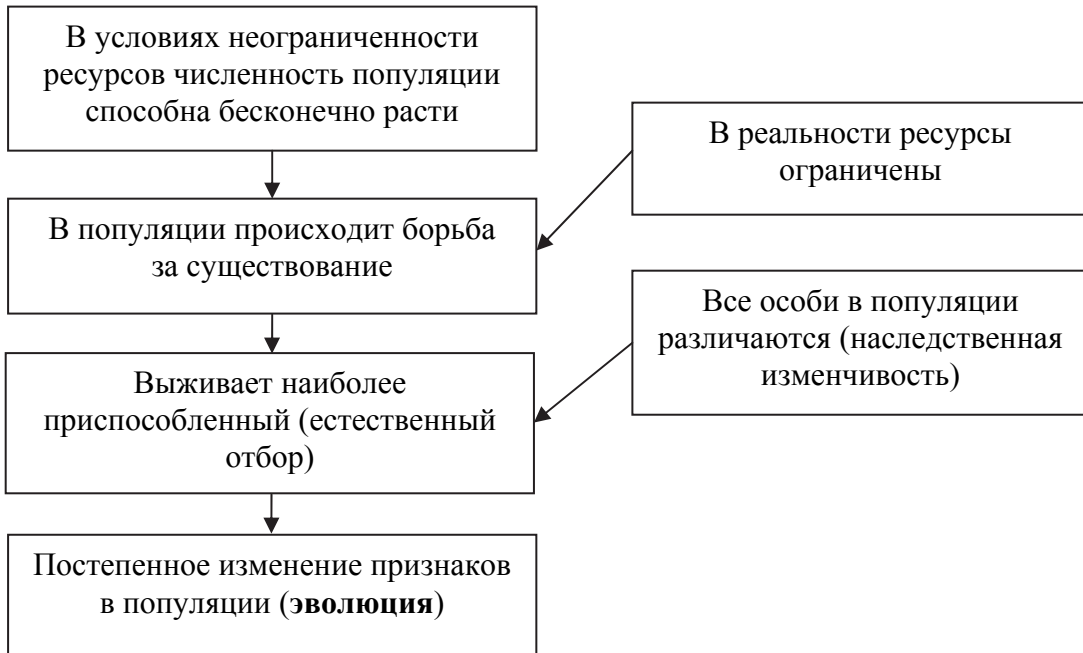 В условиях неограниченности
ресурсов численность популяции
способна бесконечно расти
В реальности ресурсы
ограничены
В популяции происходит борьба
за существование
Все особи в популяции
различаются (наследственная
изменчивость)
Выживает наиболее
приспособленный (естественный
отбор)
Постепенное изменение признаков
в популяции (эволюция)